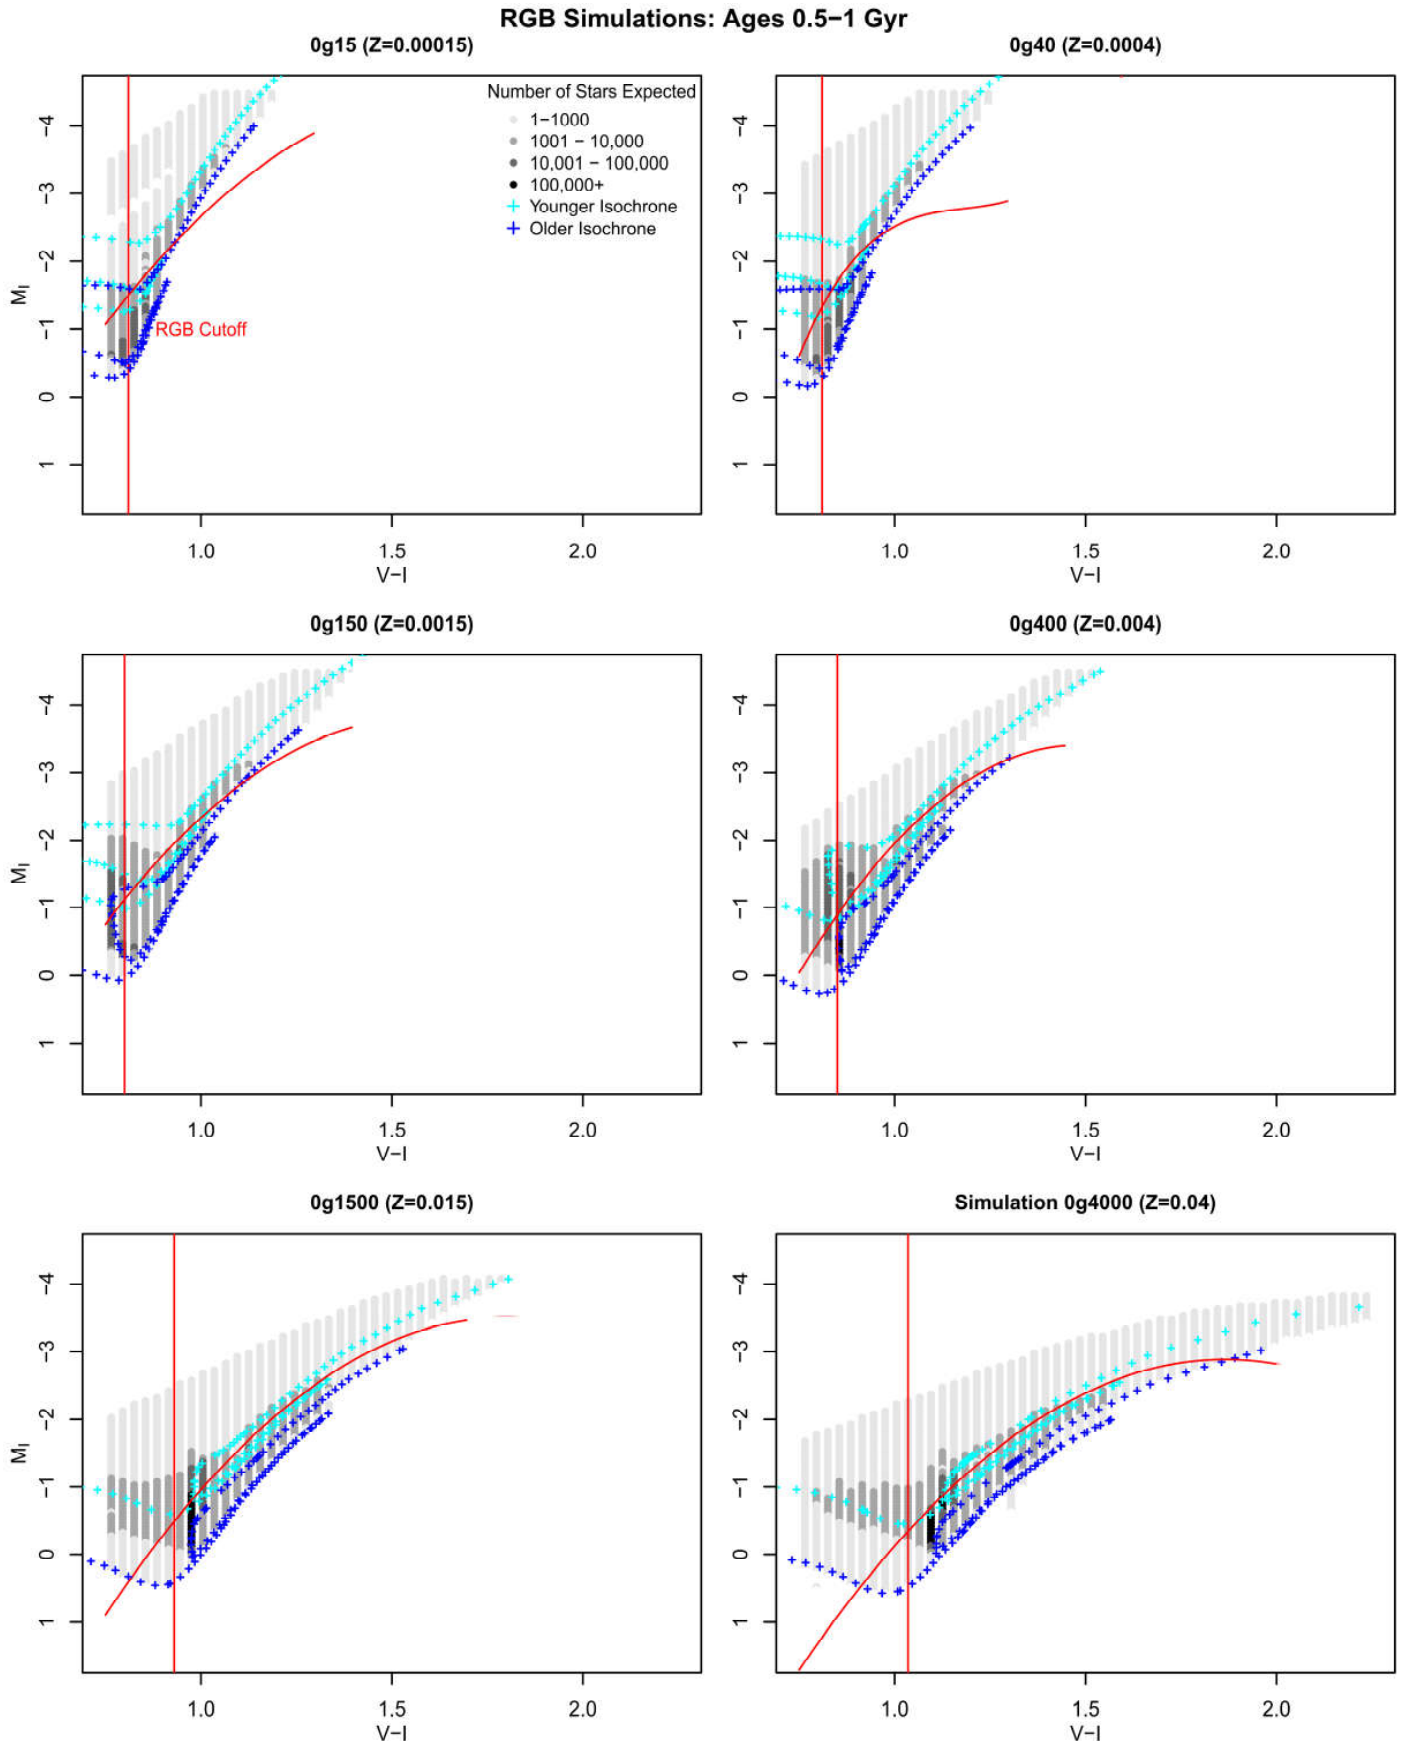 RGB Simulations: Ages 0.5−1 Gyr
0g15 (Z=0.00015)
Number of Stars Expected
1−1000
1001 − 10,000
10,001 − 100,000
100,000+
Younger Isochrone
Older Isochrone
RGB Cutoff
−4
−3
−2
−1
0
1
MI
1.0
1.5
2.0
V−I
0g40 (Z=0.0004)
−4
−3
−2
−1
0
1
1.0
1.5
2.0
V−I
0g150 (Z=0.0015)
−4
−3
−2
−1
0
1
MI
1.0
1.5
2.0
V−I
0g400 (Z=0.004)
−4
−3
−2
−1
0
1
1.0
1.5
2.0
V−I
0g1500 (Z=0.015)
−4
−3
−2
−1
0
1
MI
1.0
1.5
2.0
V−I
Simulation 0g4000 (Z=0.04)
−4
−3
−2
−1
0
1
1.0
1.5
2.0
V−I